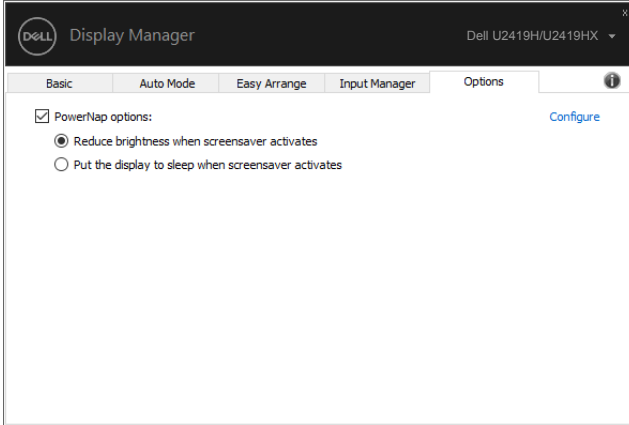 x
DELL Display Manager Dell U2419H/U2419HX
Basic Auto Mode Easy Arrange Input Manager Options i
PowerNap options: Configure
Reduce brightness when screensaver activates
Put the display to sleep when screensaver activates